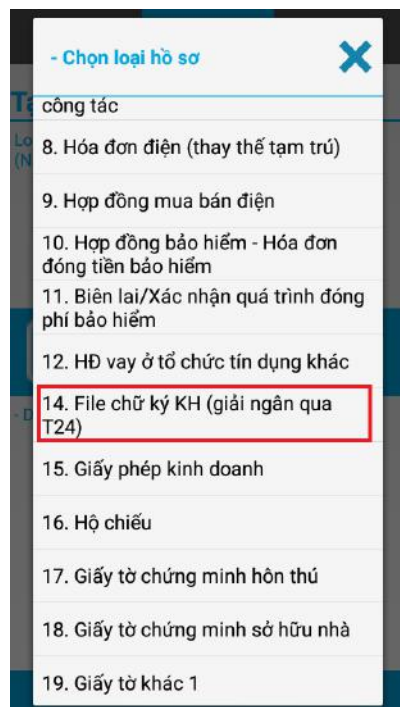 - Chọn loại hồ sơ
công tác
8. Hóa đơn điện (thay thế tạm trú)
9. Hợp đồng mua bán điện
10. Hợp đồng bảo hiểm - Hóa đơn
đóng tiền bảo hiểm
11. Biên lai/Xác nhận quá trình đóng
phí bảo hiểm
12. HĐ vay ở tổ chức tín dụng khác
14. File chữ ký KH (giải ngân qua
T24)
15. Giấy phép kinh doanh
16. Hộ chiếu
17. Giấy tờ chứng minh hôn thú
18. Giấy tờ chứng minh sở hữu nhà
19. Giấy tờ khác 1